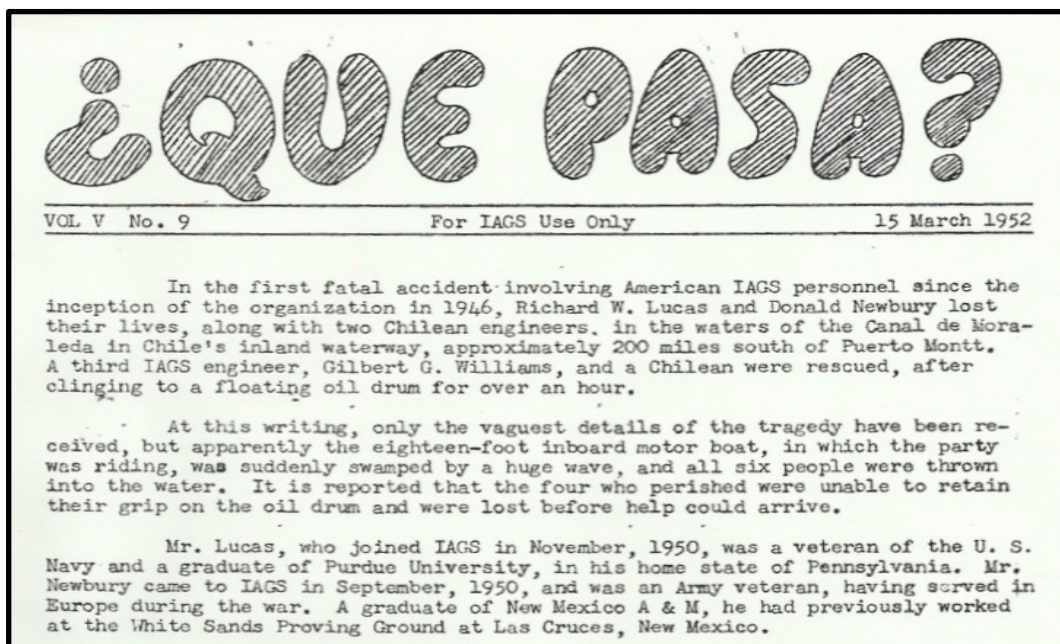 ¿QUE PASA?
VOL V No. 9 For IAGS Use Only 15 March 1952
In the first fatal accident involving American IAGS personnel since the
inception of the organization in 1946, Richard W. Lucas and Donald Newbury lost
their lives, along with two Chilean engineers. in the waters of the Canal de Mora-
leda in Chile's inland waterway, approximately 200 miles south of Puerto Montt.
A third IAGS engineer, Gilbert G. Williams, and a Chilean were rescued, after
clinging to a floating oil drum for over an hour.
At this writing, only the vaguest details of the tragedy have been re-
ceived, but apparently the eighteen-foot inboard motor boat, in which the party
was riding, was suddenly swamped by a huge wave, and all six people were thrown
into the water. It is reported that the four who perished were unable to retain
their grip on the oil drum and were lost before help could arrive.
Mr. Lucas, who joined IAGS in November, 1950, was a veteran of the U. S.
Navy and a graduate of Purdue University, in his home state of Pennsylvania. Mr.
Newbury came to IAGS in September, 1950, and was an Army veteran, having served in
Europe during the war. A graduate of New Mexico A & M, he had previously worked
at the White Sands Proving Ground at Las Cruces, New Mexico.